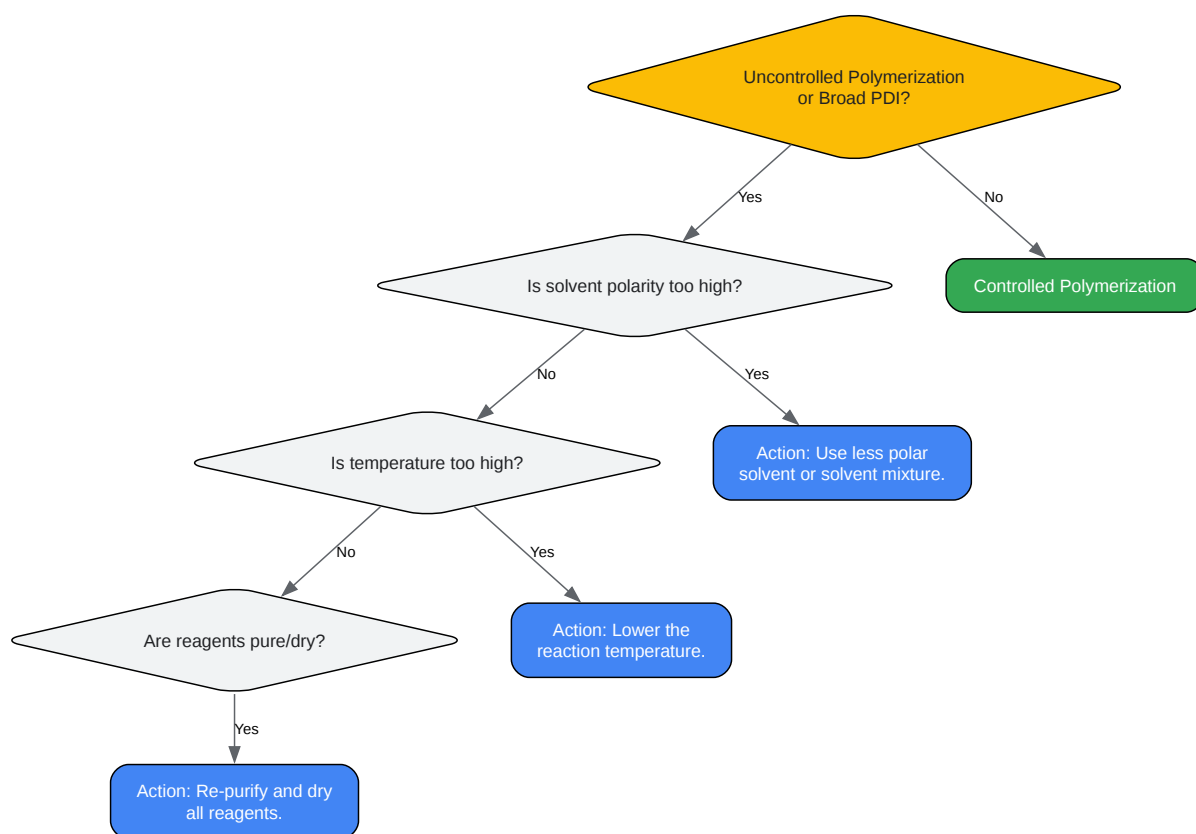 Uncontrolled Polymerization
or Broad PDI?
Yes
No
Is solvent polarity too high?
Controlled Polymerization
No
Yes
Is temperature too high?
Action: Use less polar
solvent or solvent mixture.
No
Yes
Are reagents pure/dry?
Action: Lower the
reaction temperature.
Yes
Action: Re-purify and dry
all reagents.